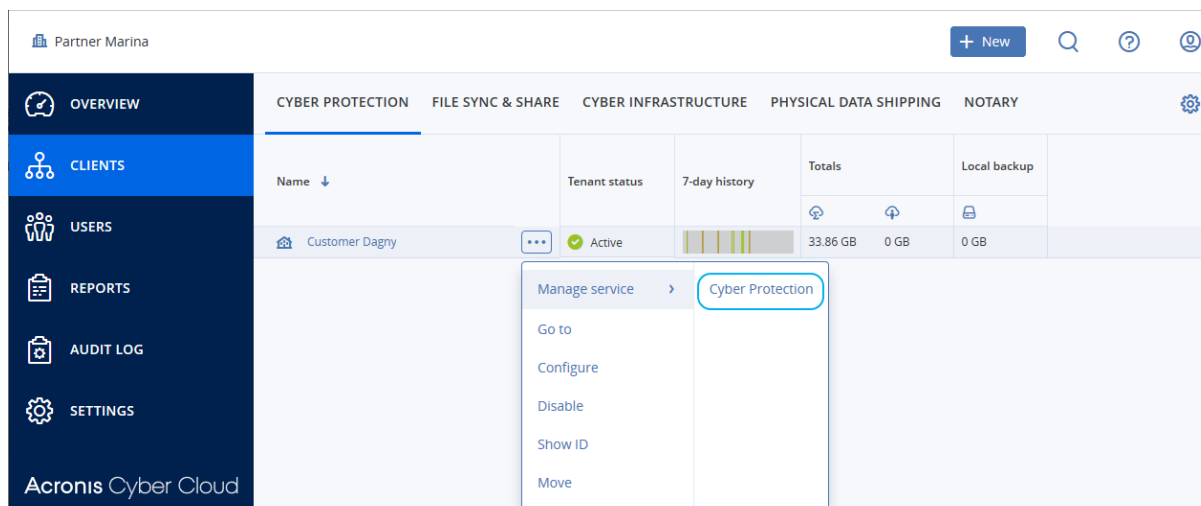 Partner Marina
+ New
OVERVIEW
CLIENTS
USERS
REPORTS
AUDIT LOG
SETTINGS
Acronis Cyber Cloud
CYBER PROTECTION FILE SYNC & SHARE CYBER INFRASTRUCTURE PHYSICAL DATA SHIPPING NOTARY
Name Tenant status 7-day history Totals Local backup
Customer Dagny ... Active 33.86 GB 0 GB 0 GB
Manage service > Cyber Protection
Go to
Configure
Disable
Show ID
Move